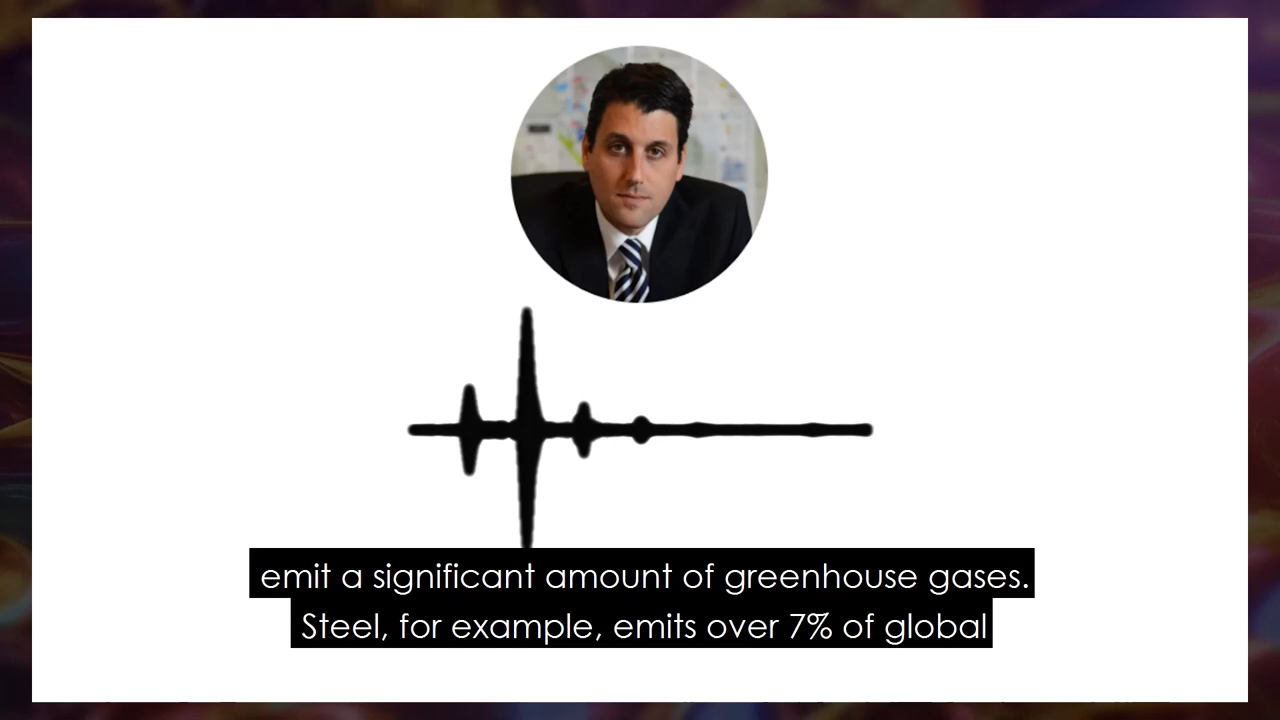 emit a significant amount of greenhouse gases.
Steel, for example, emits over 7% of global